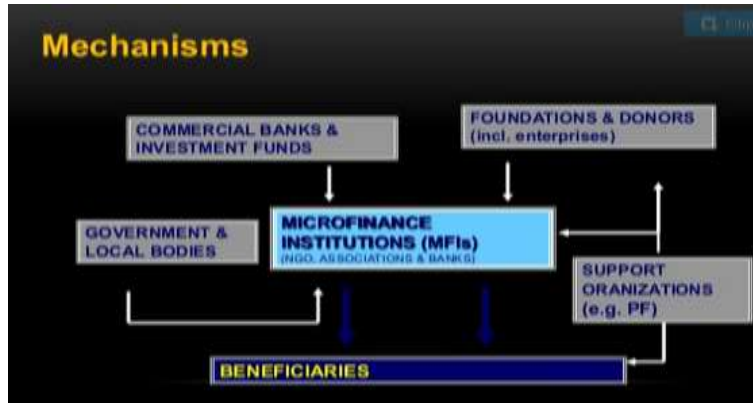 Mechanisms
COMMERCIAL BANKS &
INVESTMENT FUNDS
FOUNDATIONS & DONORS
(incl. enterprises)
GOVERNMENT &
LOCAL BODIES
MICROFINANCE
INSTITUTIONS (MFIs)
(NGO, ASSOCIATIONS & BANKS)
SUPPORT
ORANIZATIONS
(e.g. PF)
BENEFICIARIES